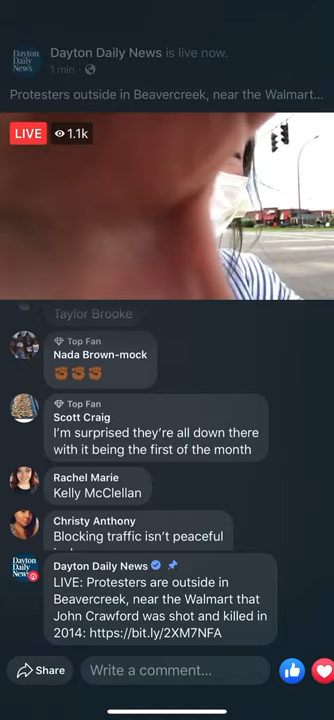 Dayton
Daily
News
Dayton Daily News is live now.
1 min ·
Protesters outside in Beavercreek, near the Walmart...
LIVE 1.1k
Taylor Brooke
Top Fan
Nada Brown-mock
✊🏾✊🏾✊🏾
Top Fan
Scott Craig
I'm surprised they're all down there
with it being the first of the month
Rachel Marie
Kelly McClellan
Christy Anthony
Blocking traffic isn't peaceful
Dayton
Daily
News
Dayton Daily News
LIVE: Protesters are outside in
Beavercreek, near the Walmart that
John Crawford was shot and killed in
2014: https://bit.ly/2XM7NFA
Share Write a comment...